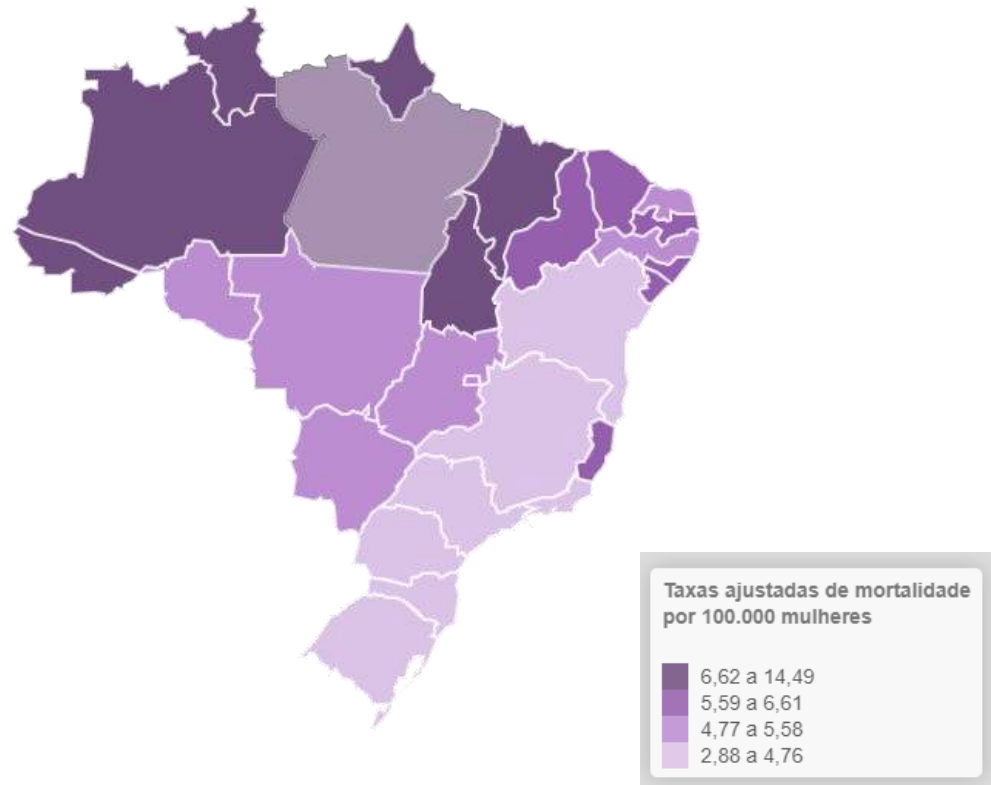 Taxas ajustadas de mortalidade
por 100.000 mulheres
6,62 a 14,49
5,59 a 6,61
4,77 a 5,58
2,88 a 4,76